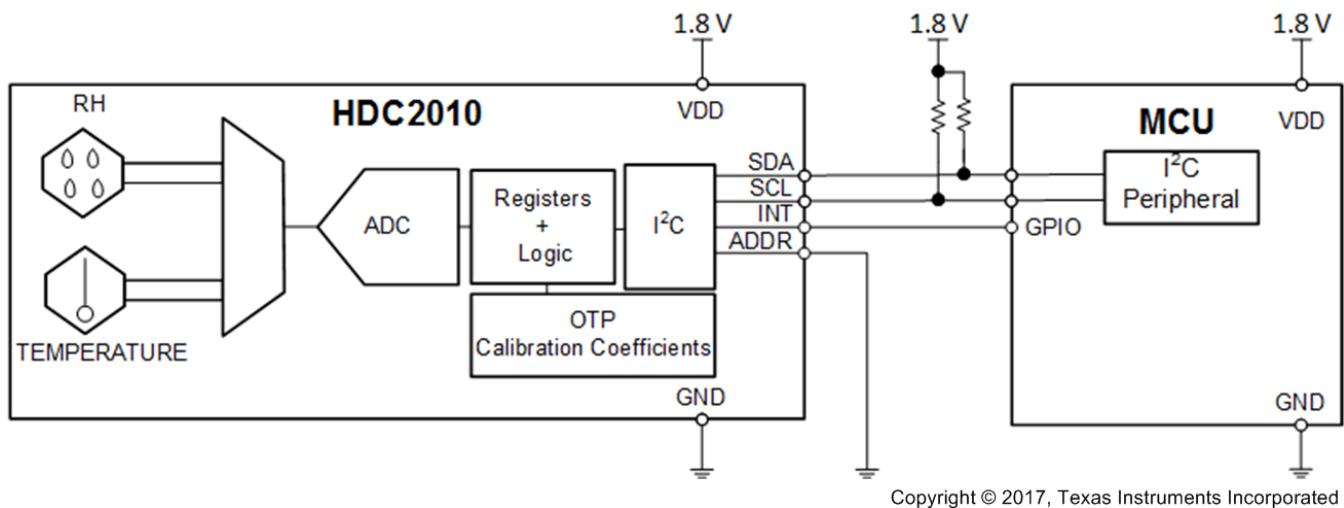 1.8 V
1.8 V
1.8 V
RH
HDC2010
VDD
MCU
VDD
SDA
SCL
INT
ADDR
I²C
Peripheral
GPIO
ADC
Registers
+
Logic
I²C
TEMPERATURE
OTP
Calibration Coefficients
GND
GND
Copyright © 2017, Texas Instruments Incorporated